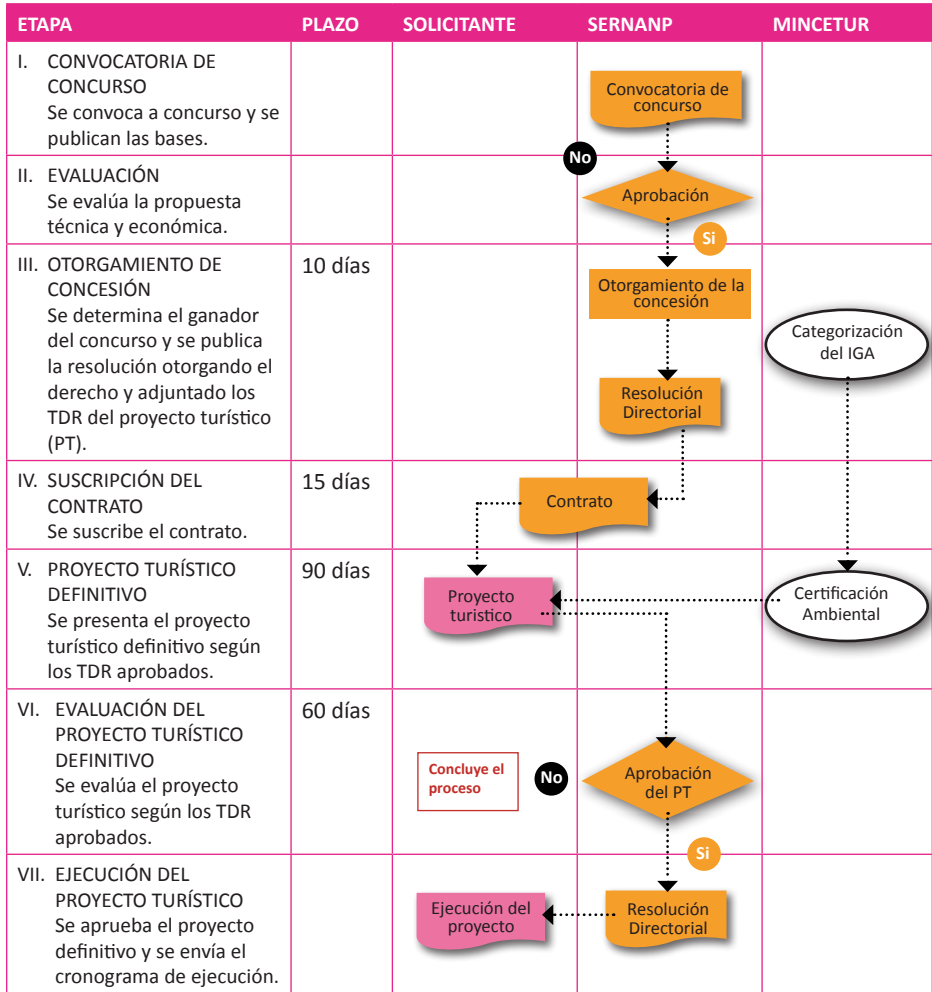 ETAPA PLAZO SOLICITANTE SERNANP MINCETUR
I. CONVOCATORIA DE
CONCURSO
Se convoca a concurso y se
publican las bases.
Convocatoria de
concurso
No
II. EVALUACIÓN
Se evalúa la propuesta
técnica y económica.
Aprobación
Si
III. OTORGAMIENTO DE
CONCESIÓN
Se determina el ganador
del concurso y se publica
la resolución otorgando el
derecho y adjuntado los
TDR del proyecto turístico
(PT).
10 días
Otorgamiento de la
concesión
Resolución
Directorial
Categorización
del IGA
IV. SUSCRIPCIÓN DEL
CONTRATO
Se suscribe el contrato.
15 días
Contrato
V. PROYECTO TURÍSTICO
DEFINITIVO
Se presenta el proyecto
turístico definitivo según
los TDR aprobados.
90 días
Proyecto
turistico
Certificación
Ambiental
VI. EVALUACIÓN DEL
PROYECTO TURÍSTICO
DEFINITIVO
Se evalúa el proyecto
turístico según los TDR
aprobados.
60 días
Concluye el
proceso
No
Aprobación
del PT
Si
VII. EJECUCIÓN DEL
PROYECTO TURÍSTICO
Se aprueba el proyecto
definitivo y se envía el
cronograma de ejecución.
Ejecución del
proyecto
Resolución
Directorial